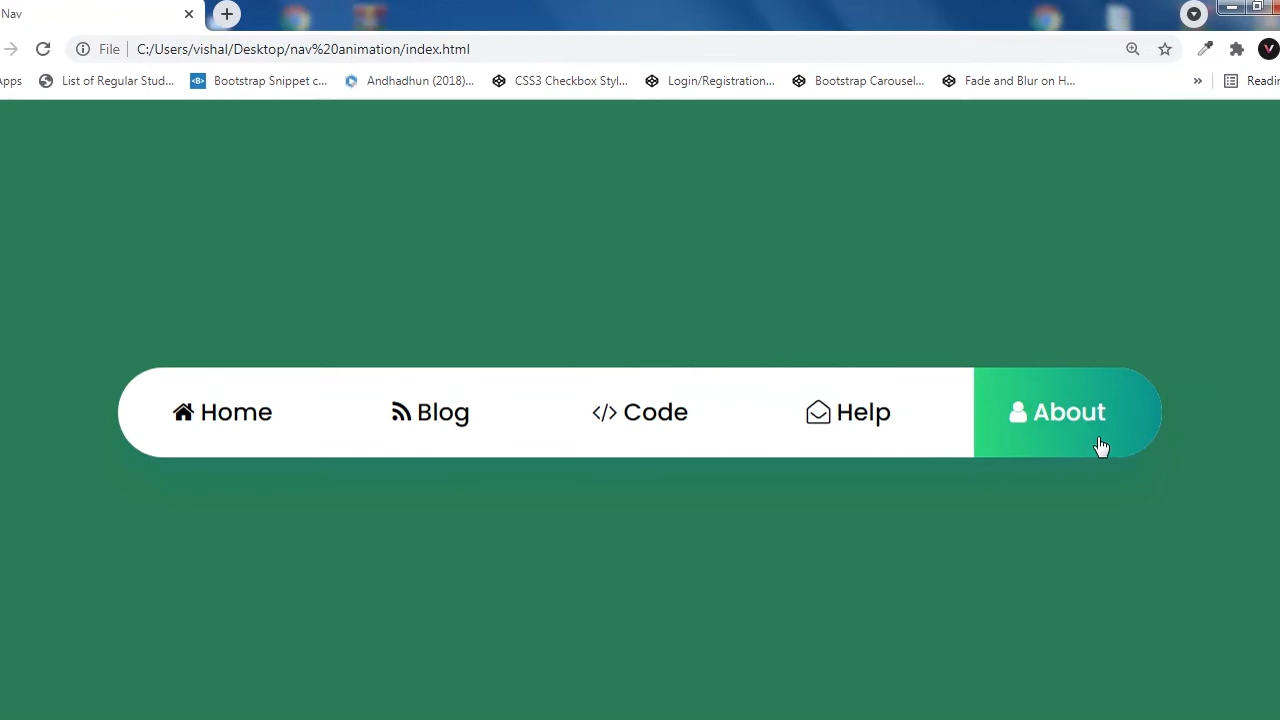 Nav
File C:/Users/vishal/Desktop/nav%20animation/index.html
Apps List of Regular Stud... Bootstrap Snippet c... Andhadhun (2018)... CSS3 Checkbox Styl... Login/Registration... Bootstrap Carousel... Fade and Blur on H... » Readin
Home Blog </> Code Help About